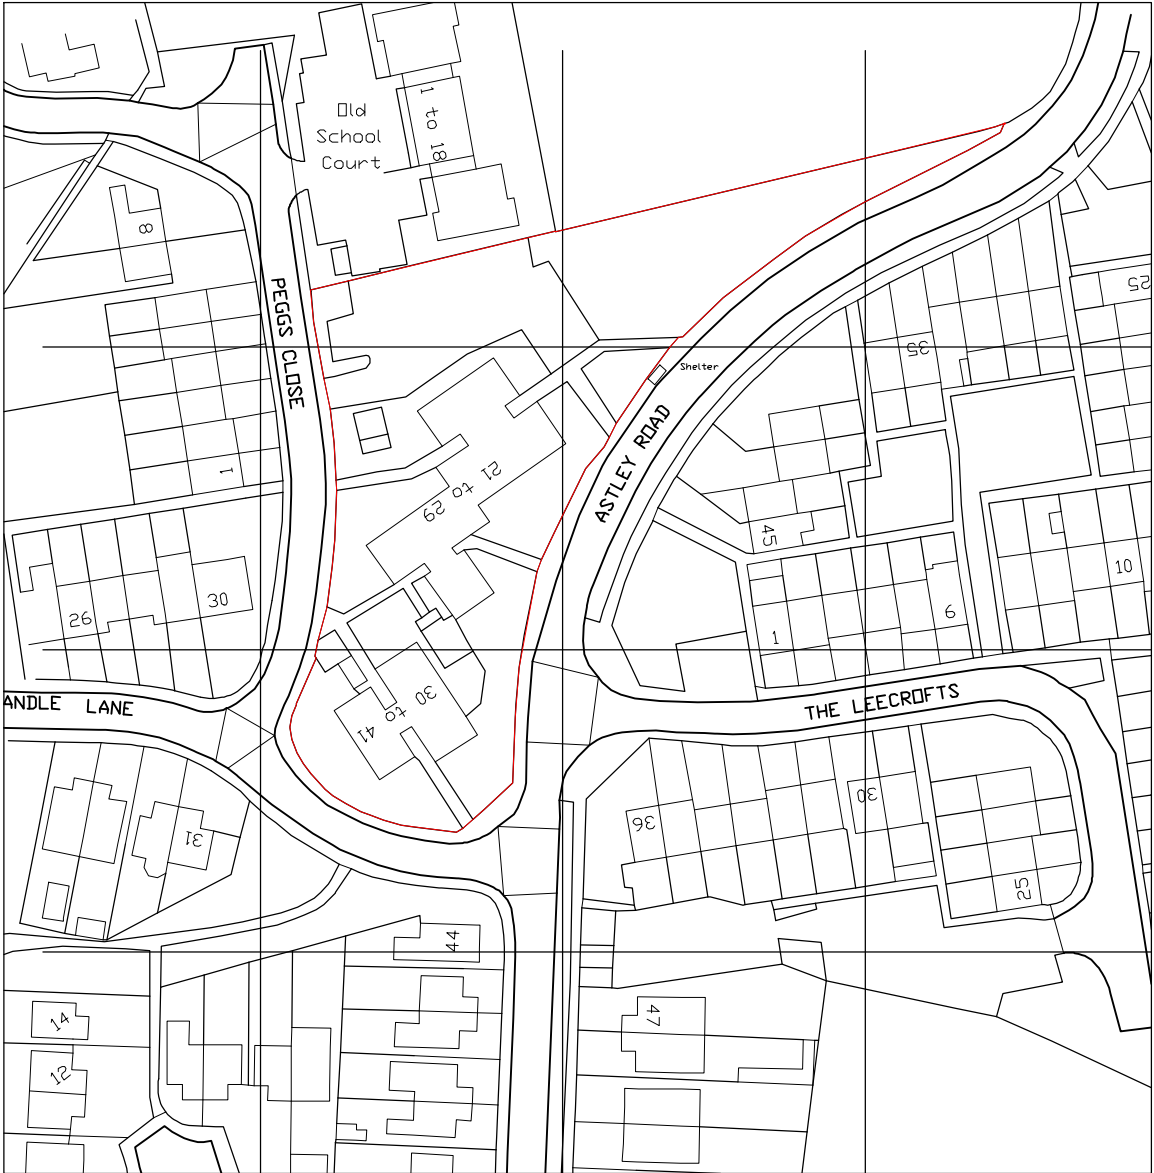 Old
School
Court
1 to 18
8
PEGGS CLOSE
25
35
Shelter
ASTLEY ROAD
1
21 to 29
45
10
26
30
6
1
ANDLE LANE
30 to 41
THE LEECROFTS
31
36
30
25
44
14
47
12